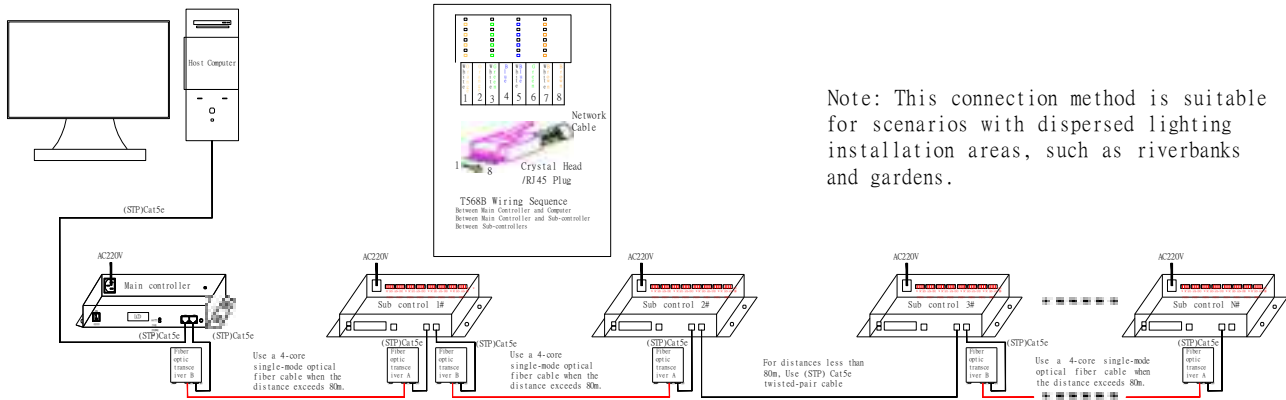 Host Computer
1 2 3 4 5 6 7 8
Network
Cable
1
8
Crystal Head
/RJ45 Plug
T568B Wiring Sequence
Between Main Controller and Computer
Between Main Controller and Sub-controller
Between Sub-controllers
Note: This connection method is suitable
for scenarios with dispersed lighting
installation areas, such as riverbanks
and gardens.
(STP)Cat5e
AC220V
Main controller
LCD
(STP)Cat5e
(STP)Cat5e
Fiber
optic
transce
iver B
Use a 4-core
single-mode optical
fiber cable when the
distance exceeds 80m.
AC220V
Sub control 1#
(STP)Cat5e
(STP)Cat5e
Fiber
optic
transce
iver A
Fiber
optic
transce
iver B
Use a 4-core
single-mode optical
fiber cable when the
distance exceeds 80m.
AC220V
Sub control 2#
(STP)Cat5e
Fiber
optic
transce
iver A
For distances less than
80m, Use (STP) Cat5e
twisted-pair cable
AC220V
Sub control 3#
(STP)Cat5e
Fiber
optic
transce
iver B
Use a 4-core single-mode
optical fiber cable when
the distance exceeds 80m.
AC220V
Sub control N#
(STP)Cat5e
Fiber
optic
transce
iver A